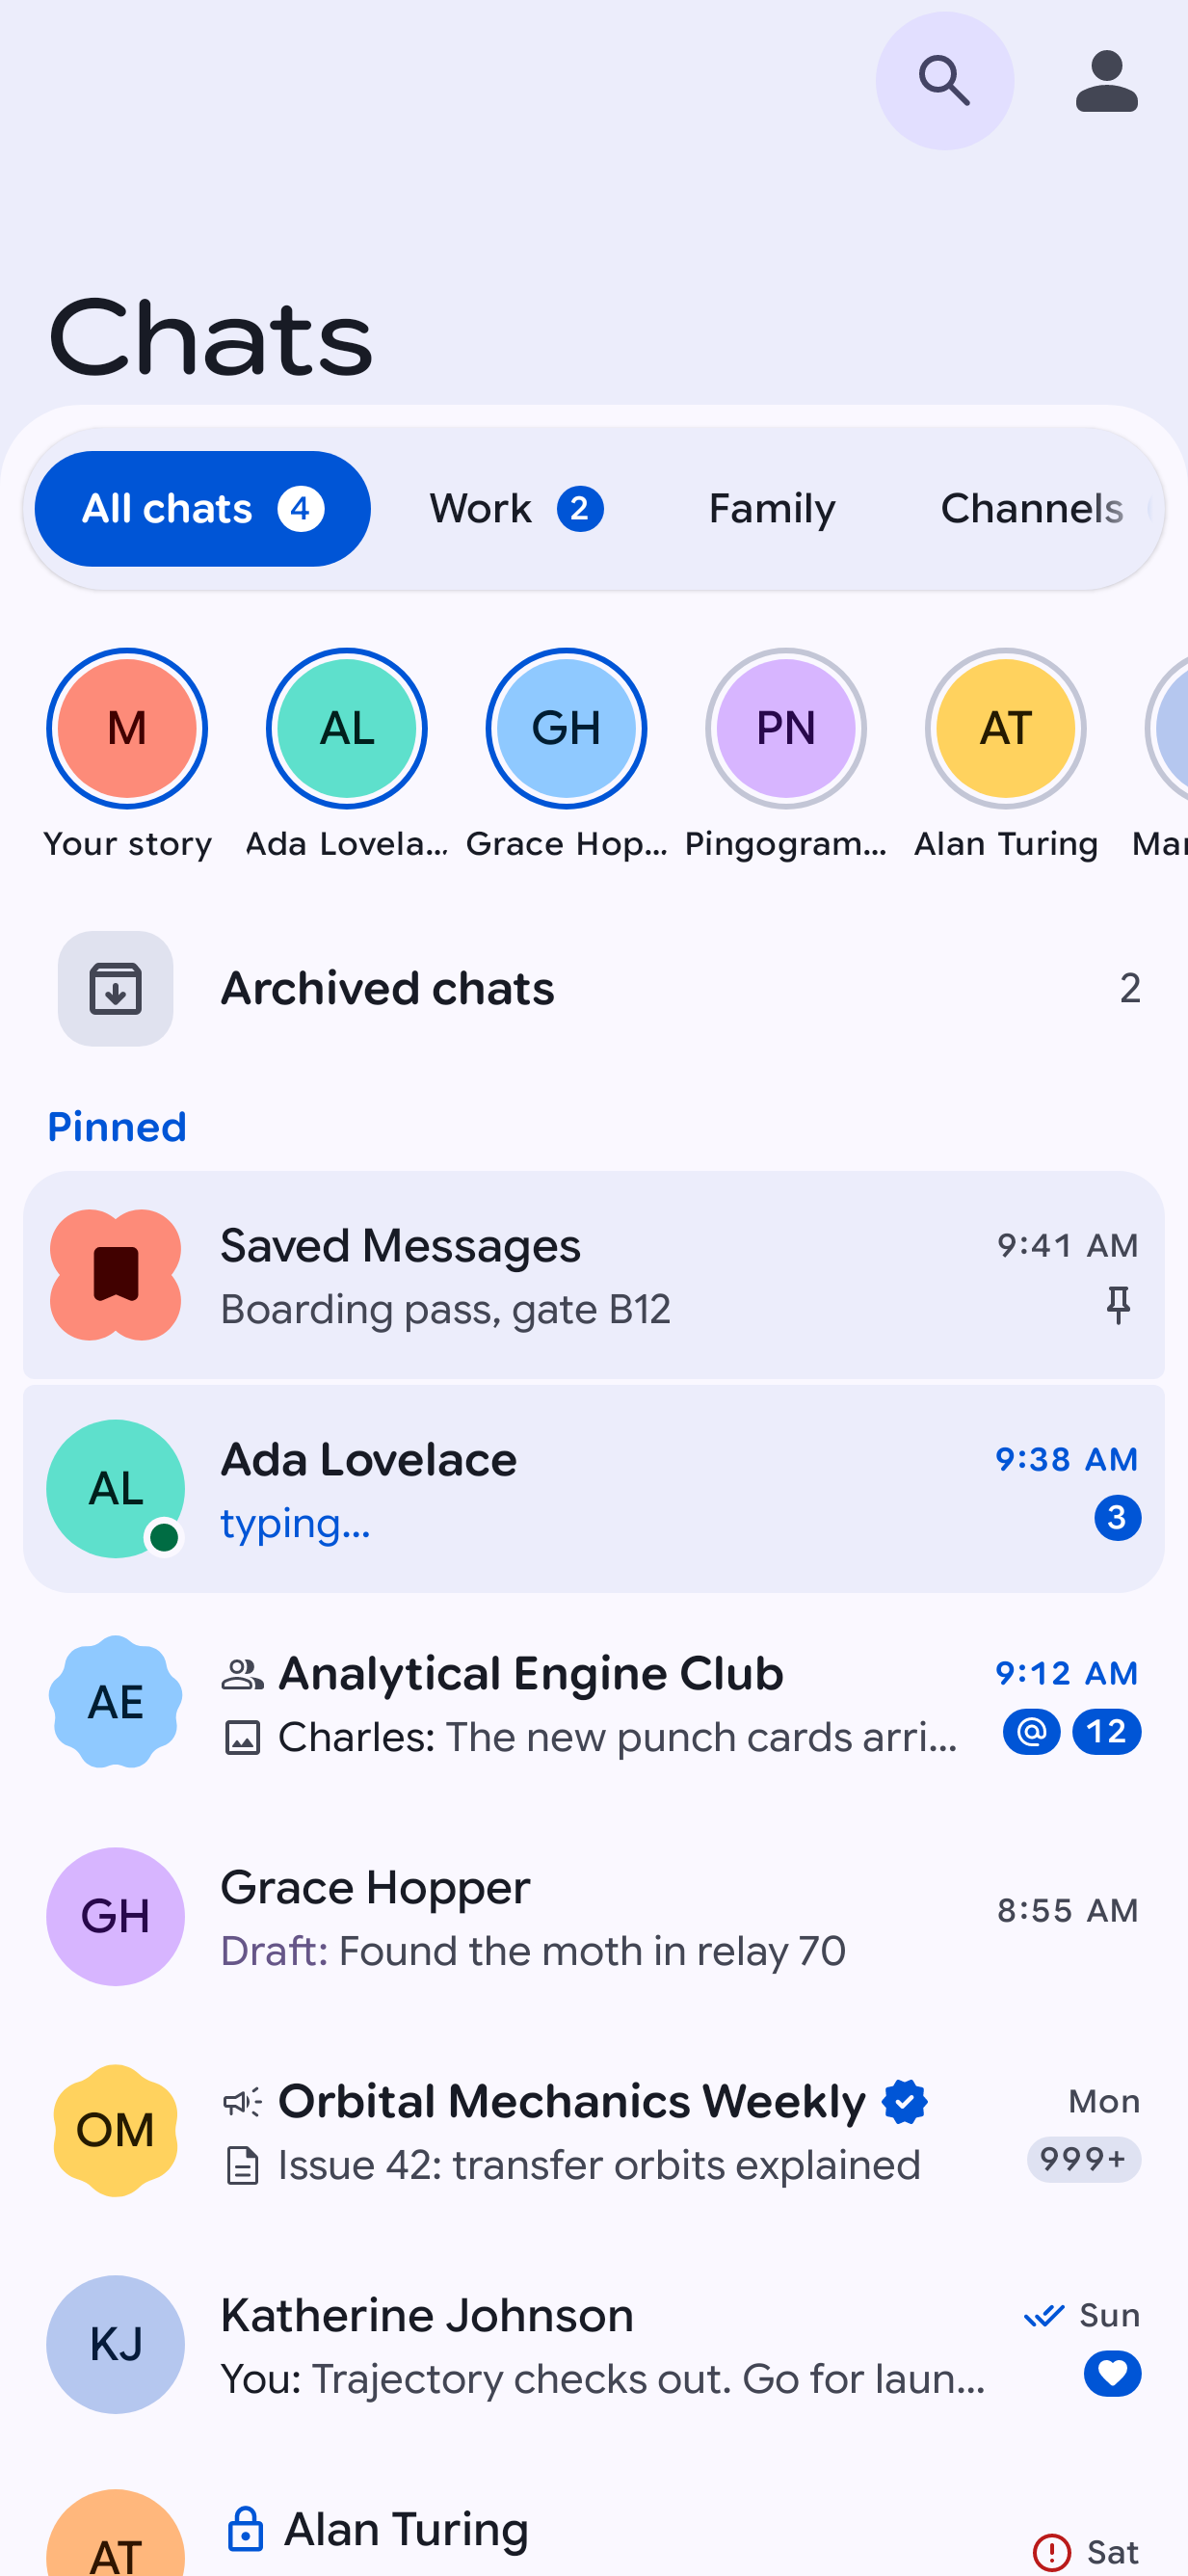 Chats
All chats 4 Work 2 Family Channels
M AL GH PN AT
Your story Ada Lovela... Grace Hop... Pingogram... Alan Turing Mar
Archived chats 2
Pinned
Saved Messages 9:41 AM
Boarding pass, gate B12
AL Ada Lovelace 9:38 AM
typing... 3
AE Analytical Engine Club 9:12 AM
Charles: The new punch cards arri... @ 12
GH Grace Hopper 8:55 AM
Draft: Found the moth in relay 70
OM Orbital Mechanics Weekly Mon
Issue 42: transfer orbits explained 999+
KJ Katherine Johnson Sun
You: Trajectory checks out. Go for laun...
AT Alan Turing Sat